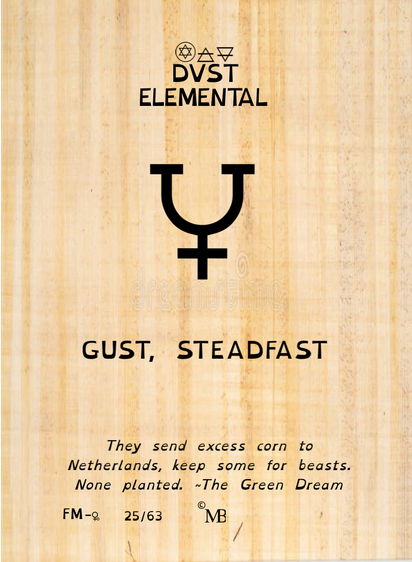 DVST
ELEMENTAL
GUST, STEADFAST
They send excess corn to
Netherlands, keep some for beasts.
None planted. ~The Green Dream
FM-♀ 25/63 © MB